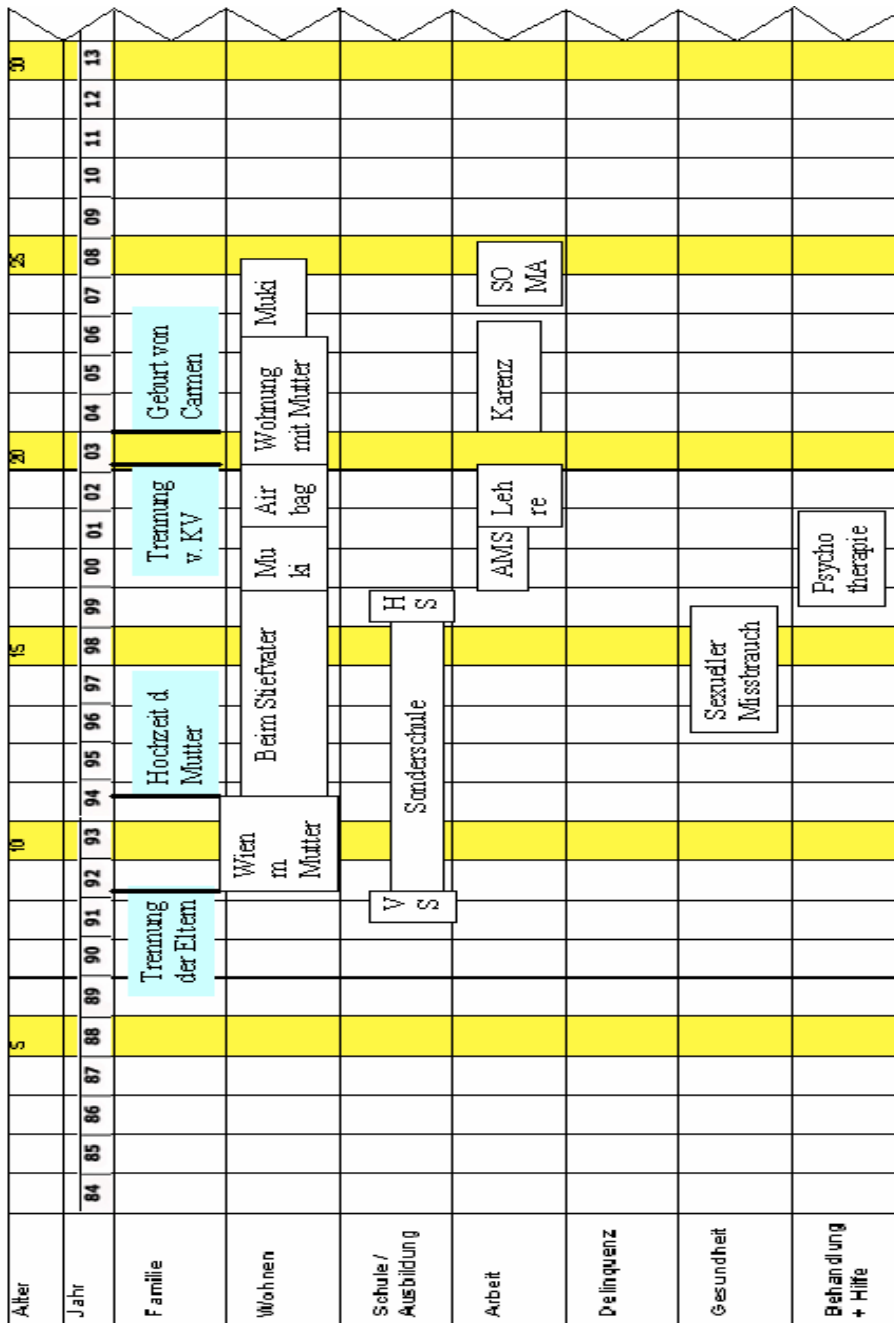 Alter
5
10
15
20
25
30
Jahr
84 85 86 87 88 89 90 91 92 93 94 95 96 97 98 99 00 01 02 03 04 05 06 07 08 09 10 11 12 13
Familie
Trennung
der Eltern
Hochzeit d
Mutter
Trennung
v. KV
Geburt von
Carmen
Wohnen
Wien
m
Mutter
Beim Stiefvater
Mu
ki
Air
bag
Wohnung
mit Mutter
Muki
Schule /
Ausbildung
V
S
Sonderschule
H
S
Arbeit
AMS
Leh
re
Karenz
SO
MA
Delinquenz
Gesundheit
Sexueller
Missbrauch
Behandlung
+ Hilfe
Psycho
therapie